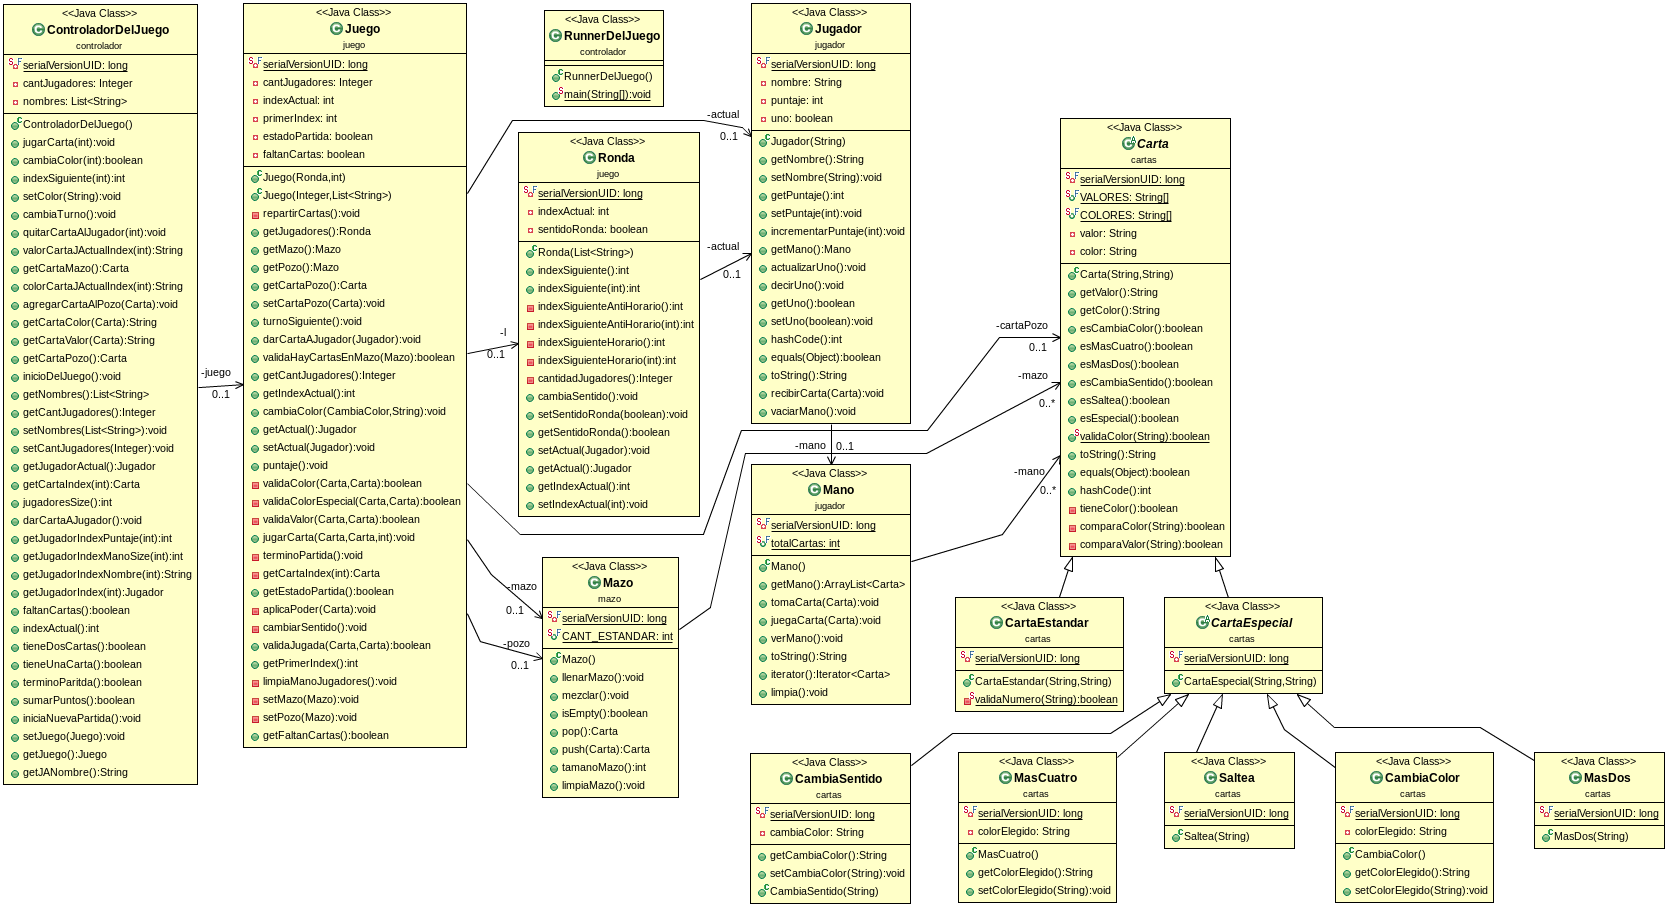 <<Java Class>>
ControladorDelJuego
controlador
serialVersionUID: long
cantJugadores: Integer
nombres: List<String>
ControladorDelJuego()
jugarCarta(int):void
cambiaColor(int):boolean
indexSiguiente(int):int
setColor(String):void
cambiaTurno():void
quitarCartaAlJugador(int):void
valorCartaJActualIndex(int):String
getCartaMazo():Carta
colorCartaJActualIndex(int):String
agregarCartaAlPozo(Carta):void
getCartaColor(Carta):String
getCartaValor(Carta):String
getCartaPozo():Carta
inicioDelJuego():void
getNombres():List<String>
getCantJugadores():Integer
setNombres(List<String>):void
setCantJugadores(Integer):void
getJugadorActual():Jugador
getCartaIndex(int):Carta
jugadoresSize():int
darCartaAJugador():void
getJugadorIndexPuntaje(int):int
getJugadorIndexManoSize(int):int
getJugadorIndexNombre(int):String
getJugadorIndex(int):Jugador
faltanCartas():boolean
indexActual():int
tieneDosCartas():boolean
tieneUnaCarta():boolean
terminoParitda():boolean
sumarPuntos():boolean
iniciaNuevaPartida():void
setJuego(Juego):void
getJuego():Juego
getJANombre():String
-juego
0..1
<<Java Class>>
Juego
juego
serialVersionUID: long
cantJugadores: Integer
indexActual: int
primerIndex: int
estadoPartida: boolean
faltanCartas: boolean
Juego(Ronda,int)
Juego(Integer,List<String>)
repartirCartas():void
getJugadores():Ronda
getMazo():Mazo
getPozo():Mazo
getCartaPozo():Carta
setCartaPozo(Carta):void
turnoSiguiente():void
darCartaAJugador(Jugador):void
validaHayCartasEnMazo(Mazo):boolean
getCantJugadores():Integer
getIndexActual():int
cambiaColor(CambiaColor,String):void
getActual():Jugador
setActual(Jugador):void
puntaje():void
validaColor(Carta,Carta):boolean
validaColorEspecial(Carta,Carta):boolean
validaValor(Carta,Carta):boolean
jugarCarta(Carta,Carta,int):void
terminoPartida():void
getCartaIndex(int):Carta
getEstadoPartida():boolean
aplicaPoder(Carta):void
cambiarSentido():void
validaJugada(Carta,Carta):boolean
getPrimerIndex():int
limpiaManoJugadores():void
setMazo(Mazo):void
setPozo(Mazo):void
getFaltanCartas():boolean
-actual
0..1
-l
0..1
-cartaPozo
0..1
-mazo
0..1
-pozo
0..1
<<Java Class>>
RunnerDelJuego
controlador
RunnerDelJuego()
main(String[]):void
<<Java Class>>
Ronda
juego
serialVersionUID: long
indexActual: int
sentidoRonda: boolean
Ronda(List<String>)
indexSiguiente():int
indexSiguiente(int):int
indexSiguienteAntiHorario():int
indexSiguienteAntiHorario(int):int
indexSiguienteHorario():int
indexSiguienteHorario(int):int
cantidadJugadores():Integer
cambiaSentido():void
setSentidoRonda(boolean):void
getSentidoRonda():boolean
setActual(Jugador):void
getActual():Jugador
getIndexActual():int
setIndexActual(int):void
-actual
0..1
<<Java Class>>
Mazo
mazo
serialVersionUID: long
CANT_ESTANDAR: int
Mazo()
llenarMazo():void
mezclar():void
isEmpty():boolean
pop():Carta
push(Carta):Carta
tamanoMazo():int
limpiaMazo():void
-mazo
0..*
<<Java Class>>
Jugador
jugador
serialVersionUID: long
nombre: String
puntaje: int
uno: boolean
Jugador(String)
getNombre():String
setNombre(String):void
getPuntaje():int
setPuntaje(int):void
incrementarPuntaje(int):void
getMano():Mano
actualizarUno():void
decirUno():void
getUno():boolean
setUno(boolean):void
hashCode():int
equals(Object):boolean
toString():String
recibirCarta(Carta):void
vaciarMano():void
-mano
0..1
<<Java Class>>
Mano
jugador
serialVersionUID: long
totalCartas: int
Mano()
getMano():ArrayList<Carta>
tomaCarta(Carta):void
juegaCarta(Carta):void
verMano():void
toString():String
iterator():Iterator<Carta>
limpia():void
-mano
0..*
<<Java Class>>
Carta
cartas
serialVersionUID: long
VALORES: String[]
COLORES: String[]
valor: String
color: String
Carta(String,String)
getValor():String
getColor():String
esCambiaColor():boolean
esMasCuatro():boolean
esMasDos():boolean
esCambiaSentido():boolean
esSaltea():boolean
esEspecial():boolean
validaColor(String):boolean
toString():String
equals(Object):boolean
hashCode():int
tieneColor():boolean
comparaColor(String):boolean
comparaValor(String):boolean
<<Java Class>>
CartaEstandar
cartas
serialVersionUID: long
CartaEstandar(String,String)
validaNumero(String):boolean
<<Java Class>>
CartaEspecial
cartas
serialVersionUID: long
CartaEspecial(String,String)
<<Java Class>>
CambiaSentido
cartas
serialVersionUID: long
cambiaColor: String
getCambiaColor():String
setCambiaColor(String):void
CambiaSentido(String)
<<Java Class>>
MasCuatro
cartas
serialVersionUID: long
colorElegido: String
MasCuatro()
getColorElegido():String
setColorElegido(String):void
<<Java Class>>
Saltea
cartas
serialVersionUID: long
Saltea(String)
<<Java Class>>
CambiaColor
cartas
serialVersionUID: long
colorElegido: String
CambiaColor()
getColorElegido():String
setColorElegido(String):void
<<Java Class>>
MasDos
cartas
serialVersionUID: long
MasDos(String)